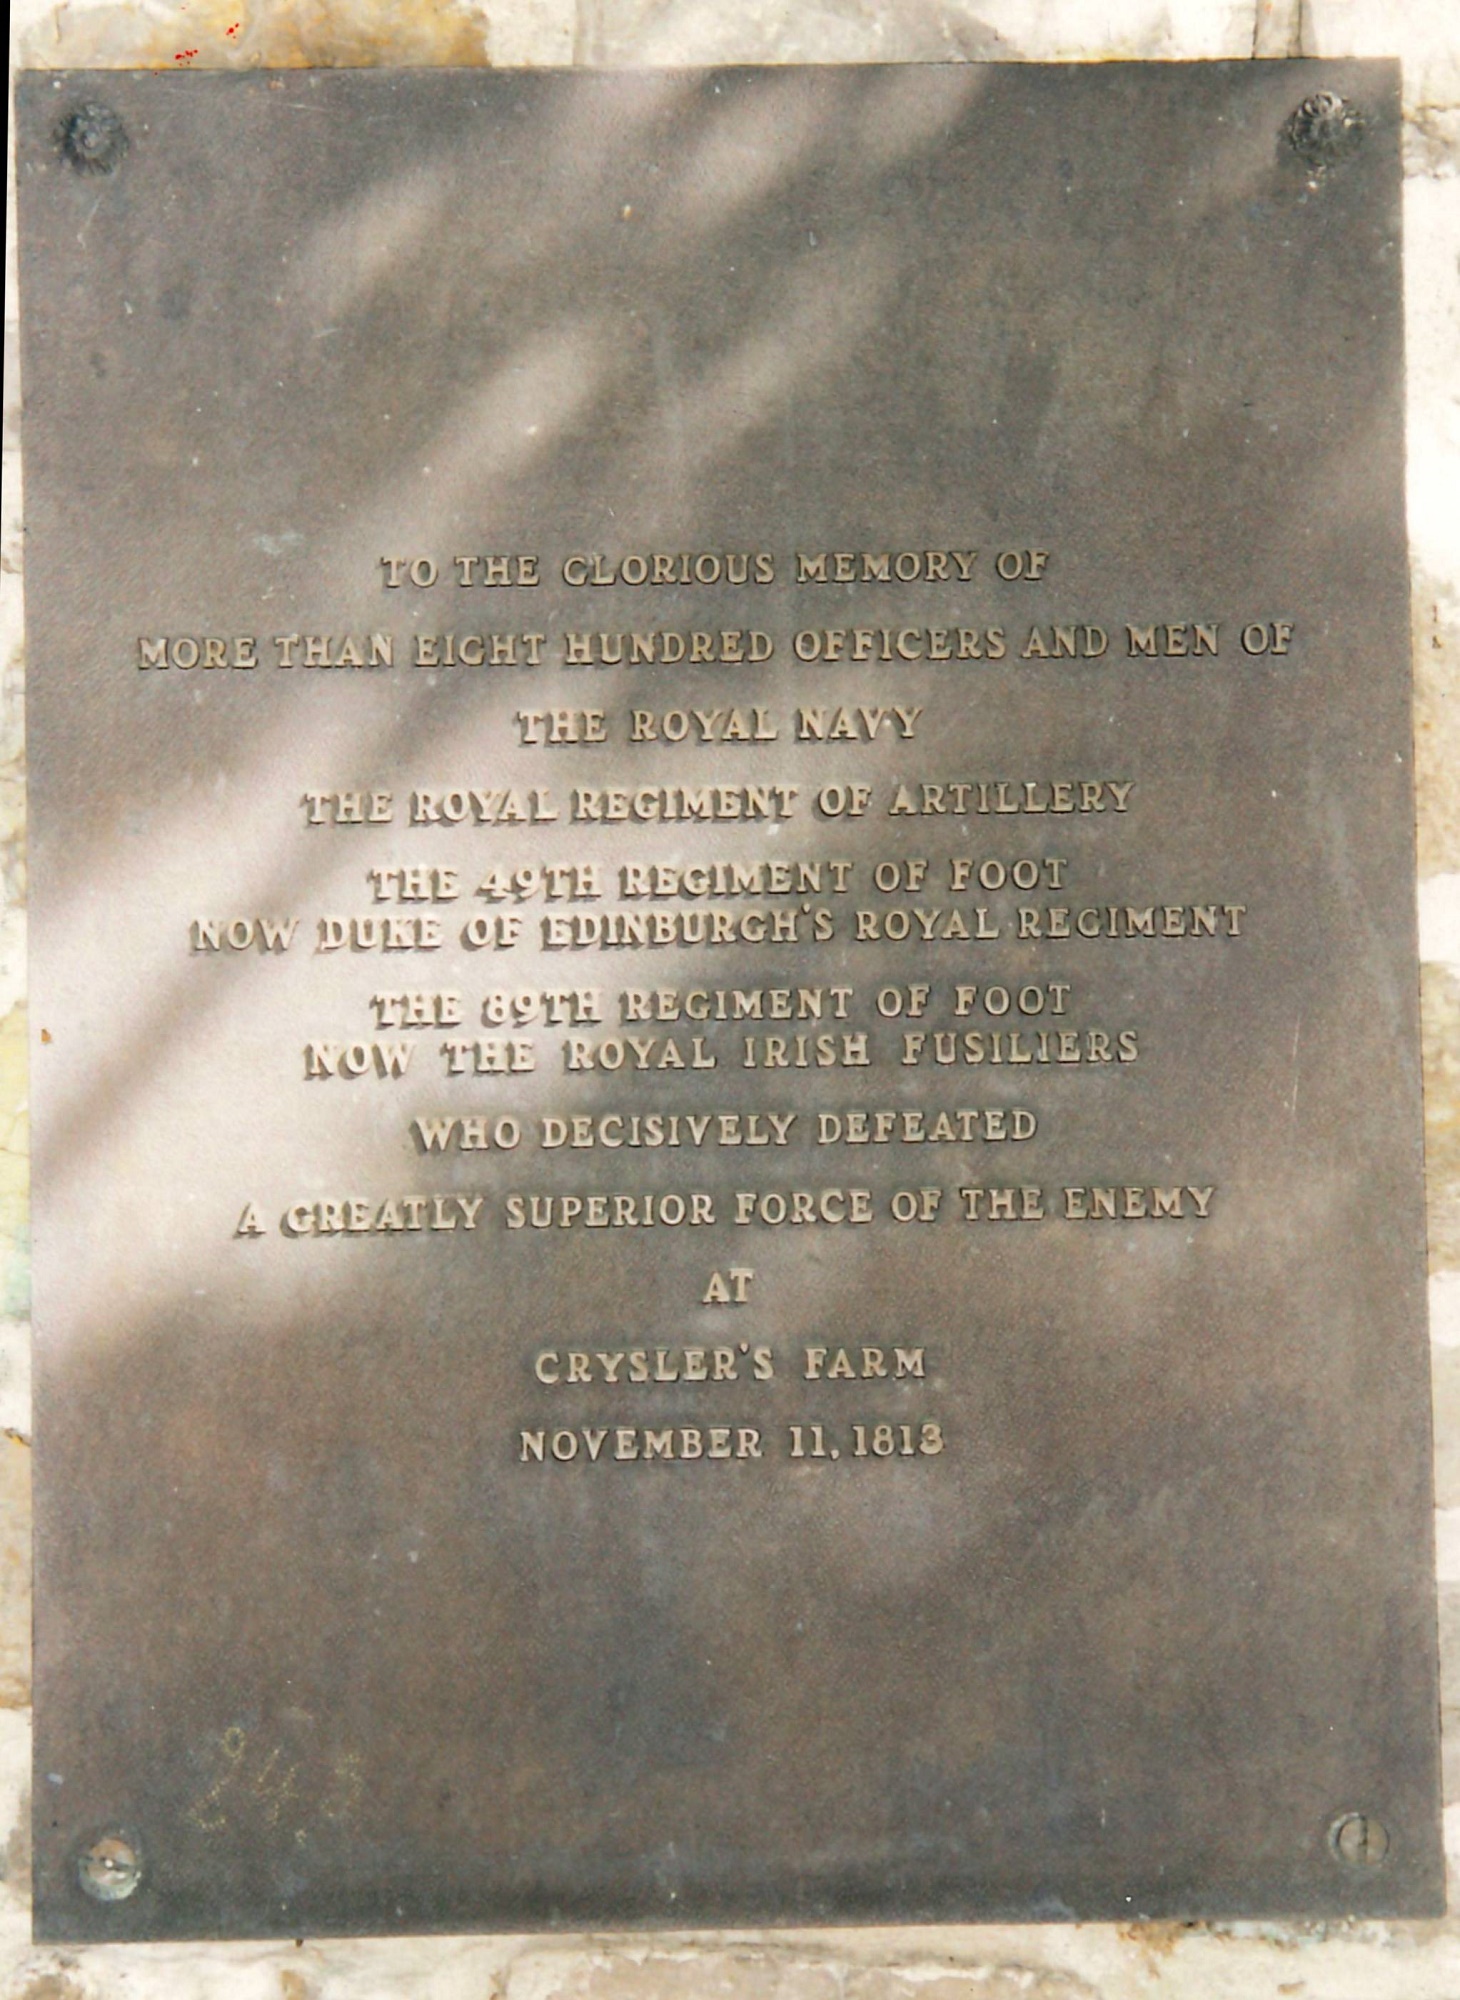 TO THE GLORIOUS MEMORY OF
MORE THAN EIGHT HUNDRED OFFICERS AND MEN OF
THE ROYAL NAVY
THE ROYAL REGIMENT OF ARTILLERY
THE 49TH REGIMENT OF FOOT
NOW DUKE OF EDINBURGH'S ROYAL REGIMENT
THE 89TH REGIMENT OF FOOT
NOW THE ROYAL IRISH FUSILIERS
WHO DECISIVELY DEFEATED
A GREATLY SUPERIOR FORCE OF THE ENEMY
AT
CRYSLER'S FARM
NOVEMBER 11, 1813